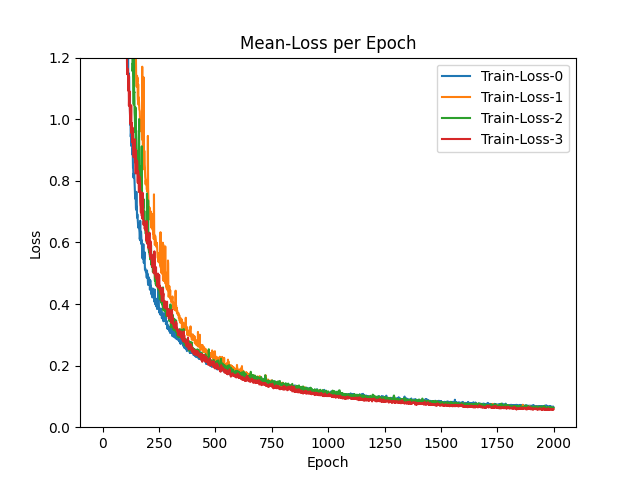 Mean-Loss per Epoch
1.2
1.0
0.8
0.6
0.4
0.2
0.0
Loss
Train-Loss-0
Train-Loss-1
Train-Loss-2
Train-Loss-3
0 250 500 750 1000 1250 1500 1750 2000
Epoch